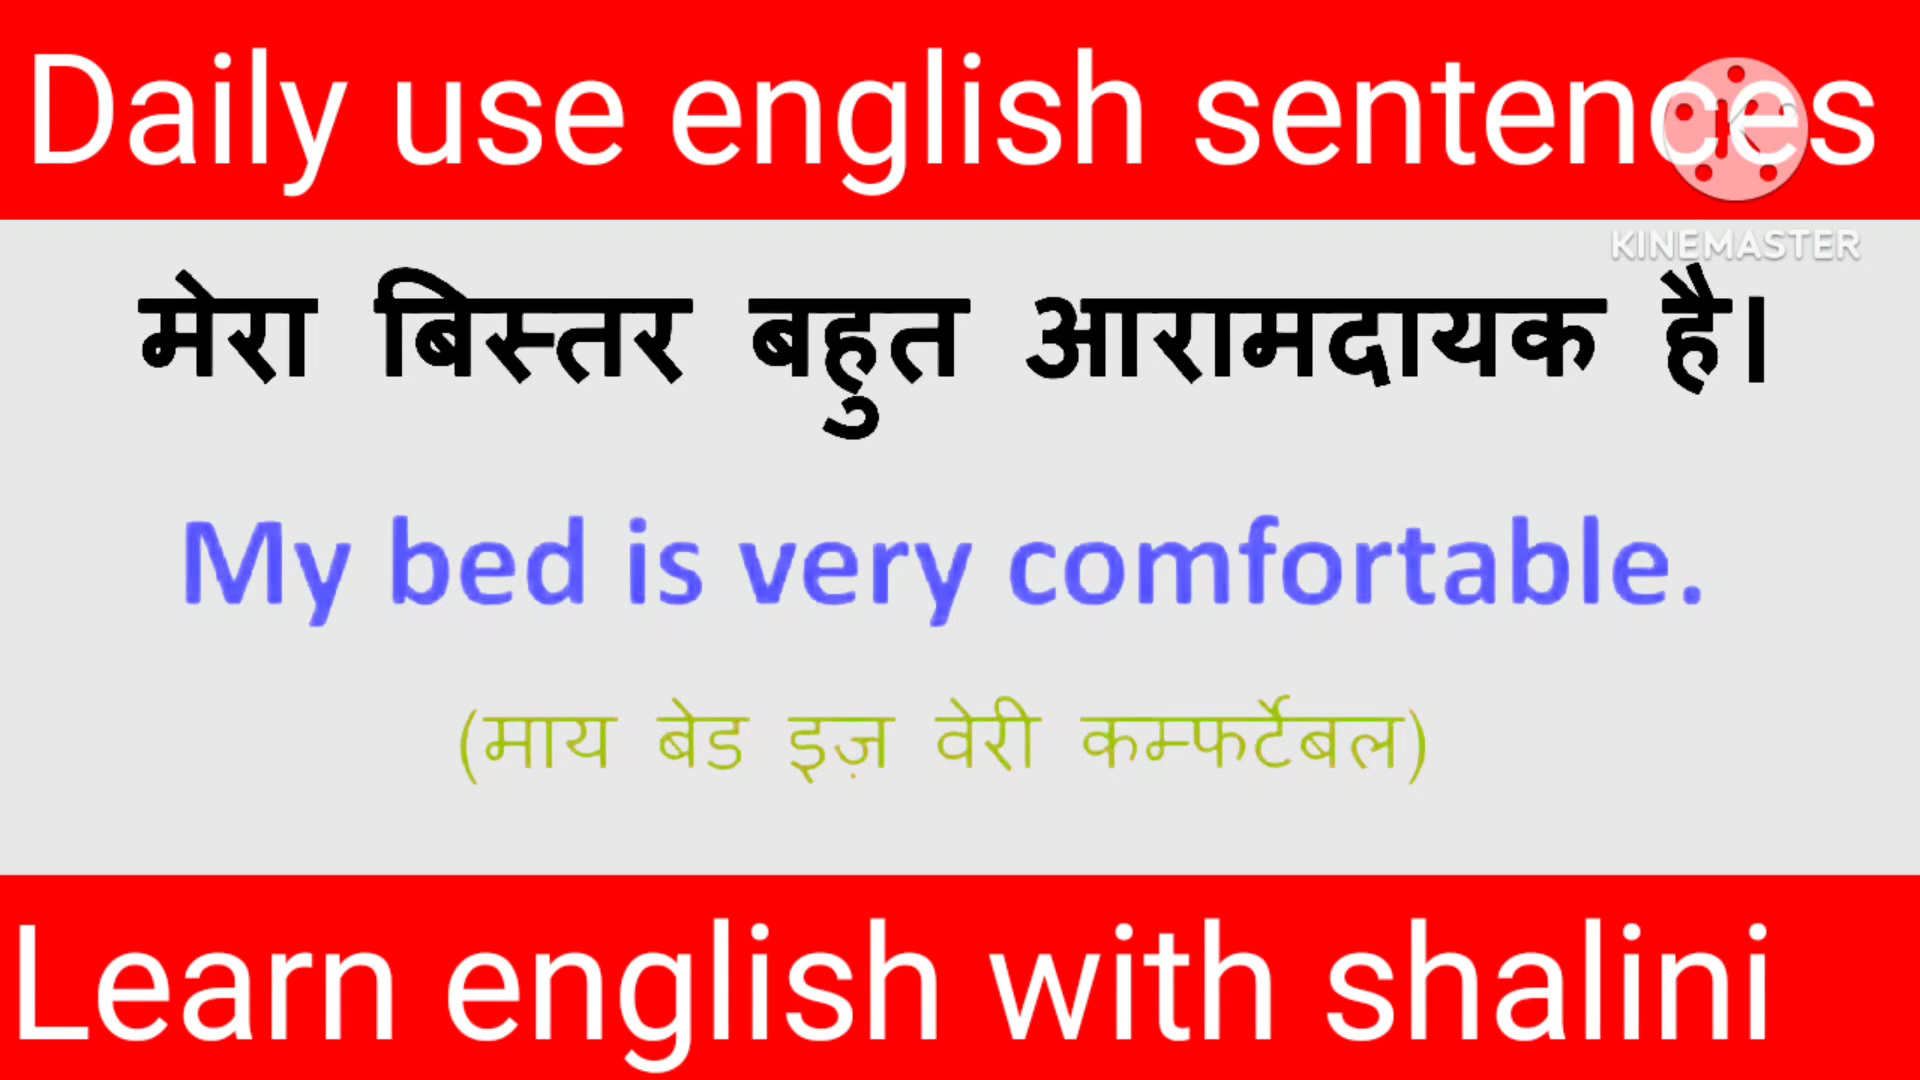 Daily use english sentences
KINEMASTER
मेरा बिस्तर बहुत आरामदायक है।
My bed is very comfortable.
(माय बेड इज़ वेरी कम्फर्टेबल)
Learn english with shalini